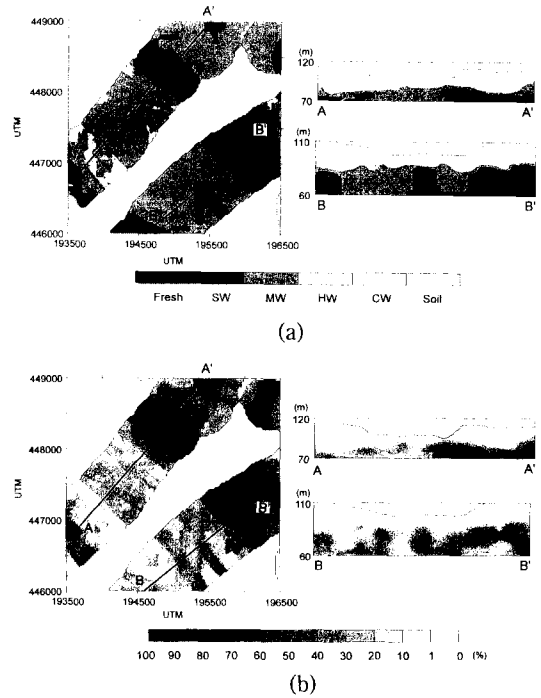 A'
449000
448000
447000
446000
UTM
B'
193500 194500 195500 196500
UTM
(m)
120
70
A A'
(m)
110
60
B B'
Fresh SW MW HW CW Soil
(a)
A'
449000
448000
447000
446000
UTM
A
B
B'
193500 194500 195500 196500
UTM
(m)
120
70
A A'
(m)
110
60
B B'
100 90 80 70 60 50 40 30 20 10 1 0 (%)
(b)